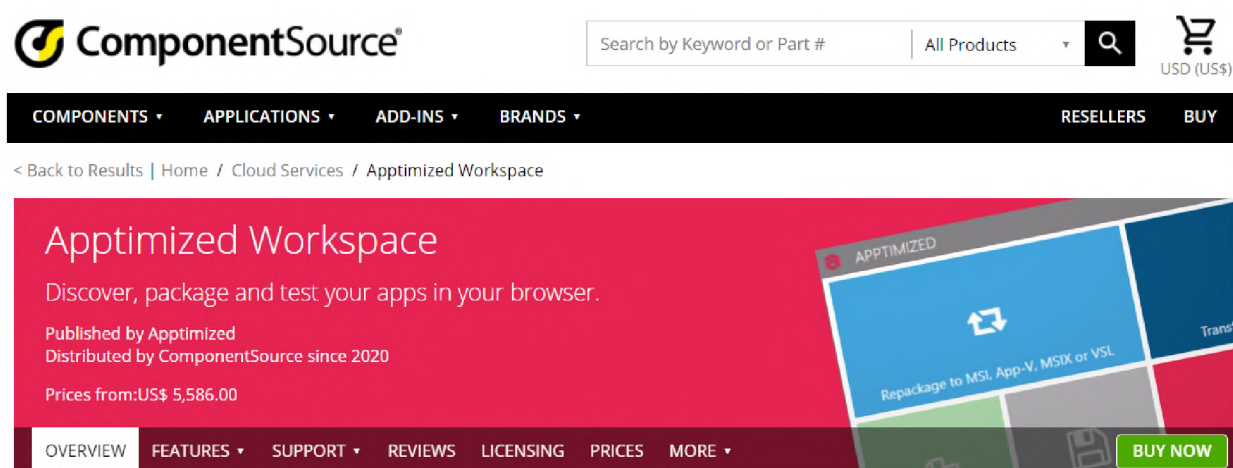 ComponentSource®
Search by Keyword or Part #
All Products
USD (US$)
COMPONENTS APPLICATIONS ADD-INS BRANDS RESELLERS BUY
< Back to Results | Home / Cloud Services / Apptimized Workspace
Apptimized Workspace
Discover, package and test your apps in your browser.
Published by Apptimized
Distributed by ComponentSource since 2020
Prices from:US$ 5,586.00
APPTIMIZED
Repackage to MSI, App-V, MSIX or VSL
OVERVIEW FEATURES SUPPORT REVIEWS LICENSING PRICES MORE BUY NOW